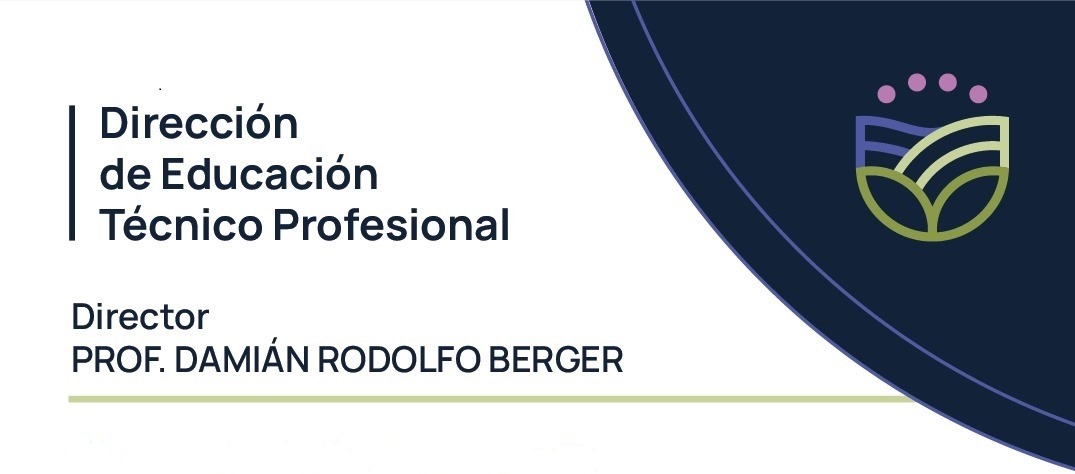 Dirección
de Educación
Técnico Profesional
Director
PROF. DAMIÁN RODOLFO BERGER